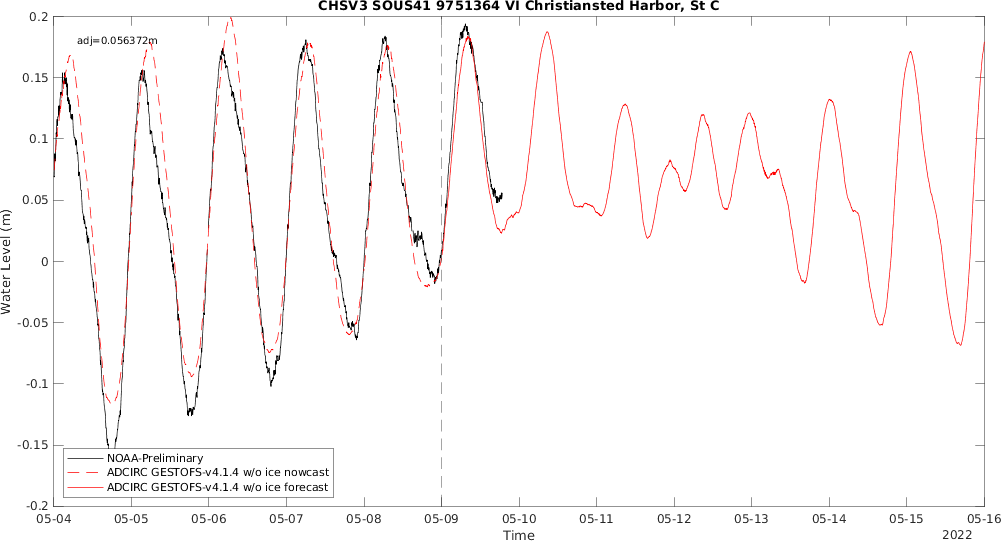 CHSV3 SOUS41 9751364 VI Christiansted Harbor, St C
adj=0.056372m
0.2
0.15
0.1
0.05
0
-0.05
-0.1
-0.15
-0.2
Water Level (m)
NOAA-Preliminary
ADCIRC GESTOFS-v4.1.4 w/o ice nowcast
ADCIRC GESTOFS-v4.1.4 w/o ice forecast
05-04 05-05 05-06 05-07 05-08 05-09 05-10 05-11 05-12 05-13 05-14 05-15 05-16
Time
2022